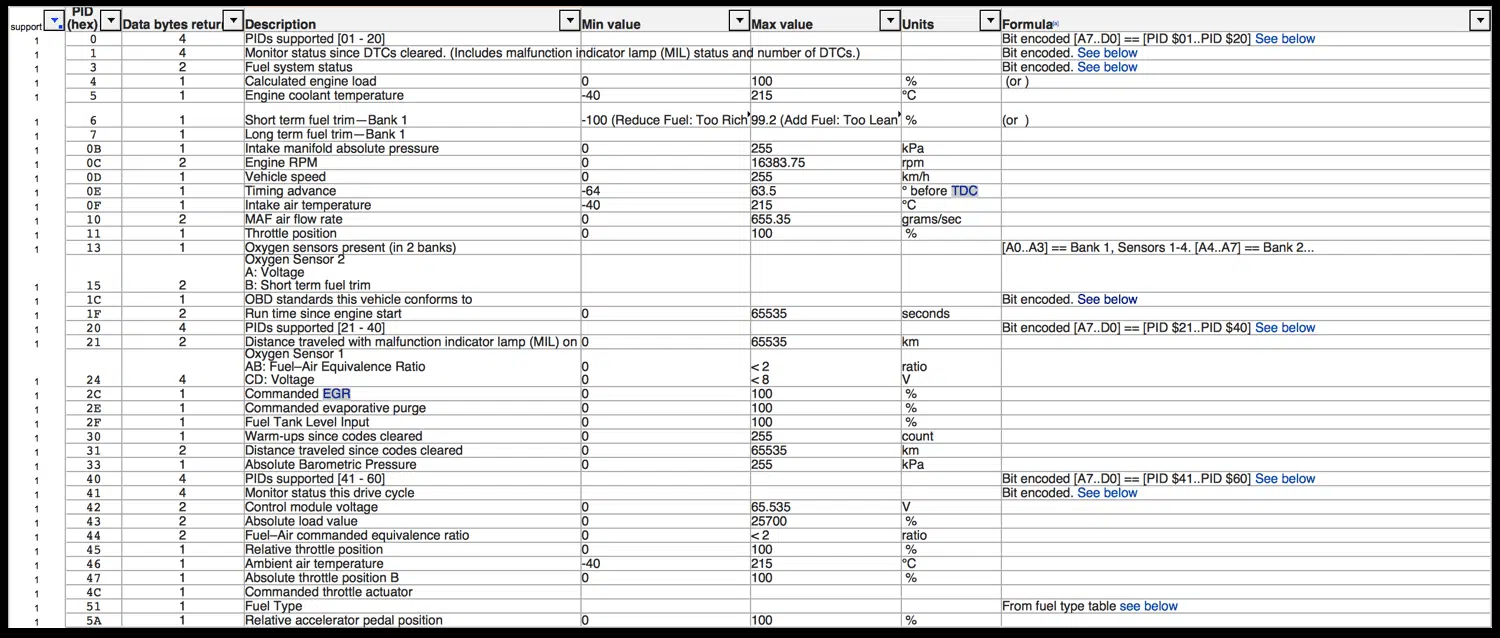 support PID (hex) Data bytes returr Description Min value Max value Units Formula[a]
1 0 4 PIDs supported [01 - 20] Bit encoded [A7..D0] == [PID $01..PID $20] See below
1 1 4 Monitor status since DTCs cleared. (Includes malfunction indicator lamp (MIL) status and number of DTCs.) Bit encoded. See below
1 3 2 Fuel system status Bit encoded. See below
1 4 1 Calculated engine load 0 100 % (or )
1 5 1 Engine coolant temperature -40 215 °C
1 6 1 Short term fuel trim—Bank 1 -100 (Reduce Fuel: Too Rich 99.2 (Add Fuel: Too Lean % (or )
1 7 1 Long term fuel trim—Bank 1
1 0B 1 Intake manifold absolute pressure 0 255 kPa
1 0C 2 Engine RPM 0 16383.75 rpm
1 0D 1 Vehicle speed 0 255 km/h
1 0E 1 Timing advance -64 63.5 ° before TDC
1 0F 1 Intake air temperature -40 215 °C
1 10 2 MAF air flow rate 0 655.35 grams/sec
1 11 1 Throttle position 0 100 %
1 13 1 Oxygen sensors present (in 2 banks) [A0..A3] == Bank 1, Sensors 1-4. [A4..A7] == Bank 2...
Oxygen Sensor 2
A: Voltage
1 15 2 B: Short term fuel trim
1 1C 1 OBD standards this vehicle conforms to Bit encoded. See below
1 1F 2 Run time since engine start 0 65535 seconds
1 20 4 PIDs supported [21 - 40] Bit encoded [A7..D0] == [PID $21..PID $40] See below
1 21 2 Distance traveled with malfunction indicator lamp (MIL) on 0 65535 km
Oxygen Sensor 1
AB: Fuel–Air Equivalence Ratio 0 < 2 ratio
1 24 4 CD: Voltage 0 < 8 V
1 2C 1 Commanded EGR 0 100 %
1 2E 1 Commanded evaporative purge 0 100 %
1 2F 1 Fuel Tank Level Input 0 100 %
1 30 1 Warm-ups since codes cleared 0 255 count
1 31 2 Distance traveled since codes cleared 0 65535 km
1 33 1 Absolute Barometric Pressure 0 255 kPa
1 40 4 PIDs supported [41 - 60] Bit encoded [A7..D0] == [PID $41..PID $60] See below
1 41 4 Monitor status this drive cycle Bit encoded. See below
1 42 2 Control module voltage 0 65.535 V
1 43 2 Absolute load value 0 25700 %
1 44 2 Fuel–Air commanded equivalence ratio 0 < 2 ratio
1 45 1 Relative throttle position 0 100 %
1 46 1 Ambient air temperature -40 215 °C
1 47 1 Absolute throttle position B 0 100 %
1 4C 1 Commanded throttle actuator
1 51 1 Fuel Type From fuel type table see below
1 5A 1 Relative accelerator pedal position 0 100 %